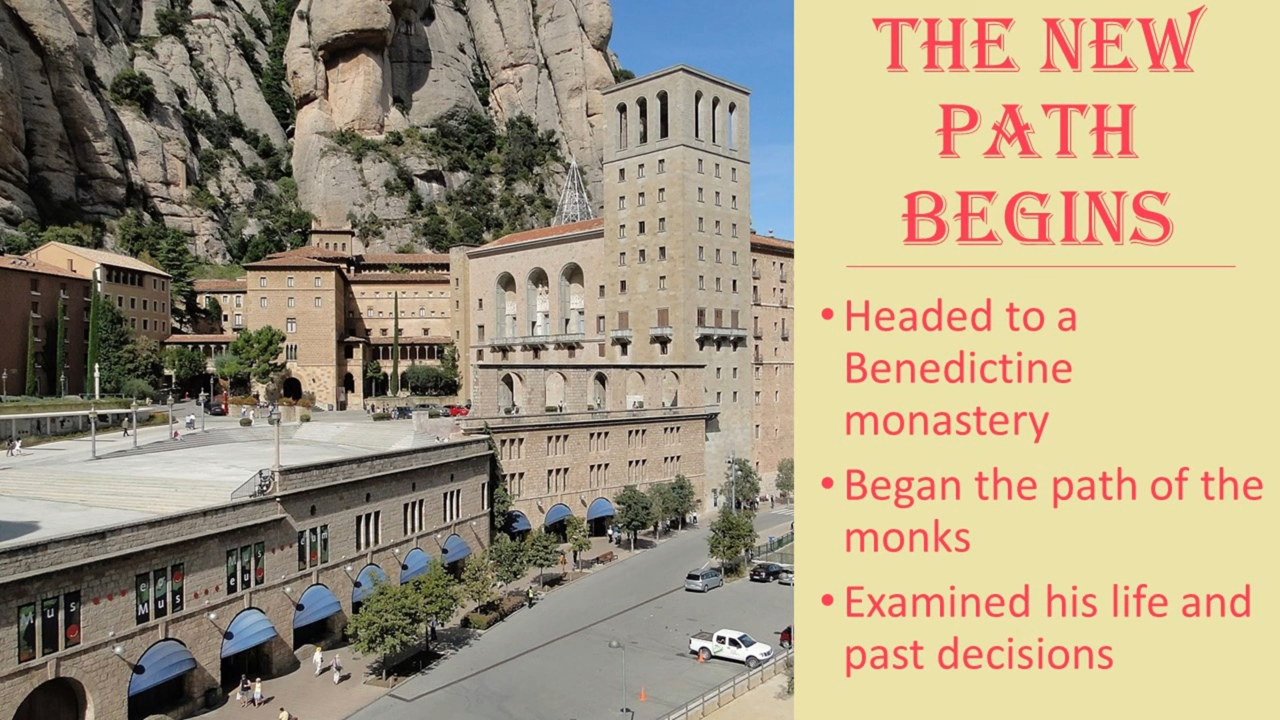 THE NEW
PATH
BEGINS
• Headed to a
Benedictine
monastery
• Began the path of the
monks
• Examined his life and
past decisions